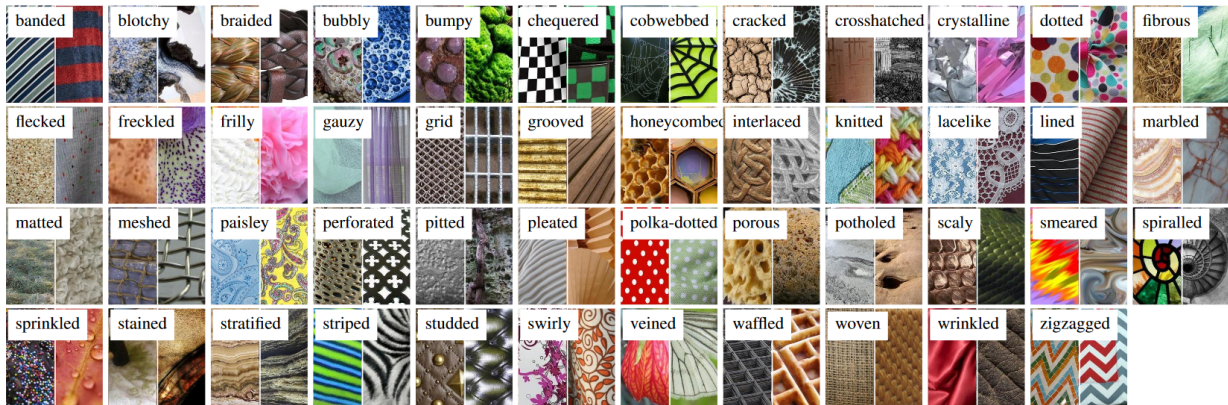 banded blotchy braided bubbly bumpy chequered cobwebbed cracked crosshatched crystalline dotted fibrous
flecked freckled frilly gauzy grid grooved honeycombed interlaced knitted lacelike lined marbled
matted meshed paisley perforated pitted pleated polka-dotted porous potholed scaly smeared spiralled
sprinkled stained stratified striped studded swirly veined waffled woven wrinkled zigzagged